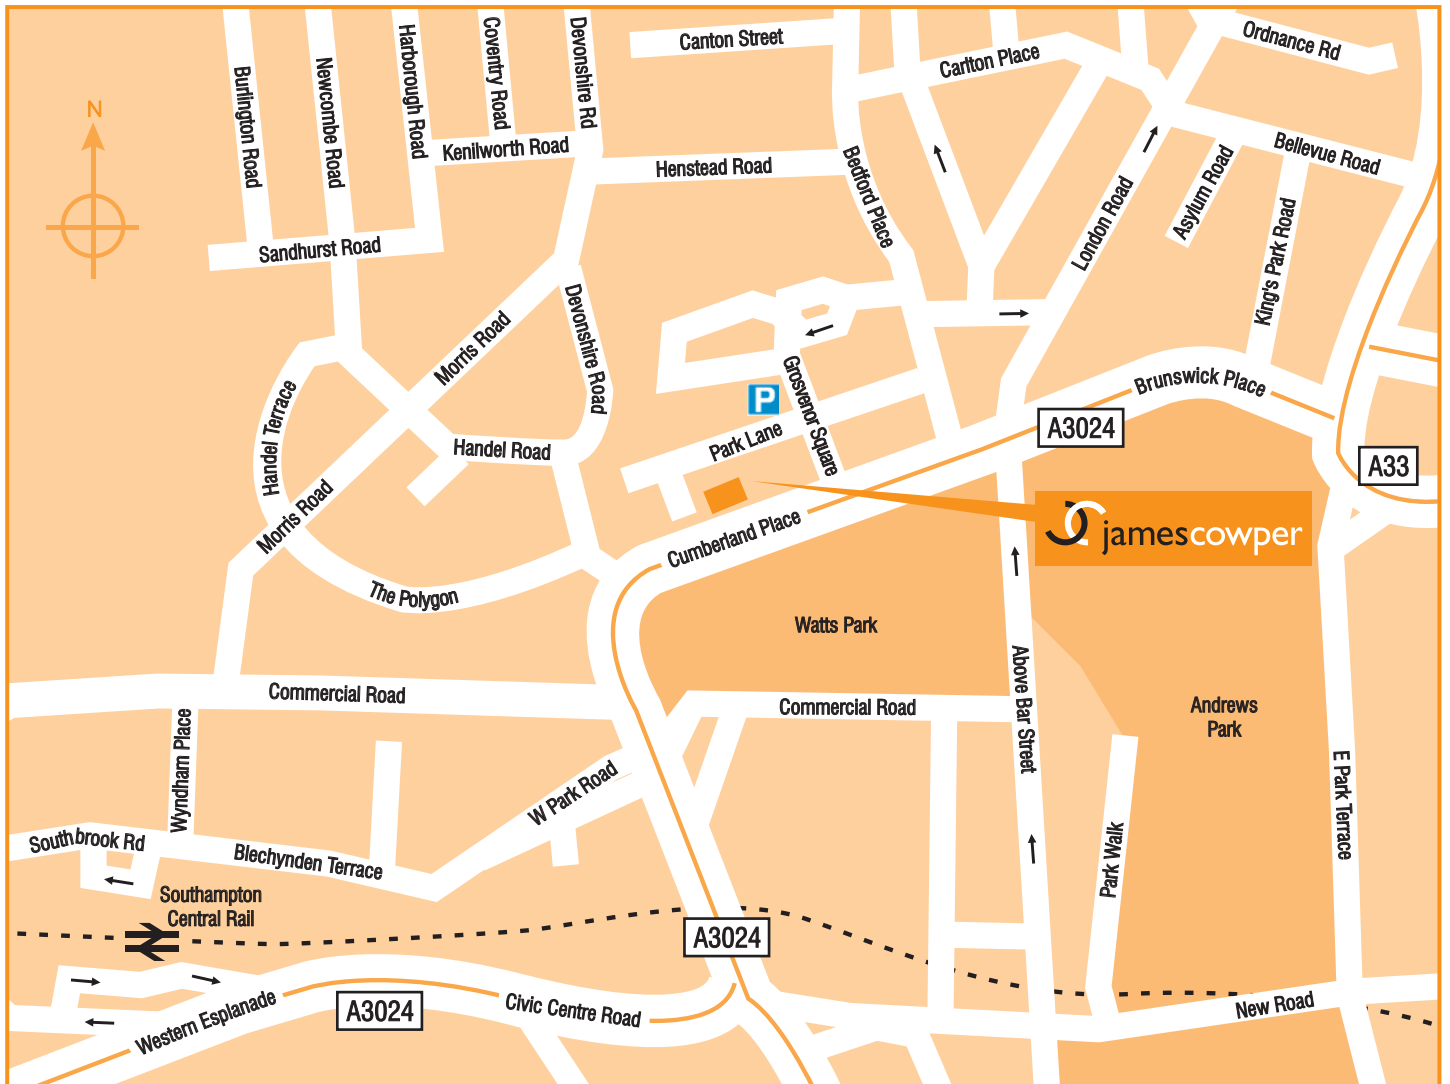 N
Burlington Road
Newcombe Road
Harborough Road
Coventry Road
Devonshire Rd
Canton Street
Carlton Place
Ordnance Rd
Kenilworth Road
Henstead Road
Bedford Place
London Road
Asylum Road
Bellevue Road
King's Park Road
Sandhurst Road
Morris Road
Devonshire Road
Grosvenor Square
P
Park Lane
Brunswick Place
A3024
A33
Handel Terrace
Handel Road
Morris Road
Cumberland Place
jamescowper
The Polygon
Watts Park
Above Bar Street
Andrews
Park
Commercial Road
Commercial Road
Wyndham Place
W Park Road
E Park Terrace
Park Walk
Southbrook Rd
Blechynden Terrace
Southampton
Central Rail
A3024
A3024
Western Esplanade
Civic Centre Road
New Road